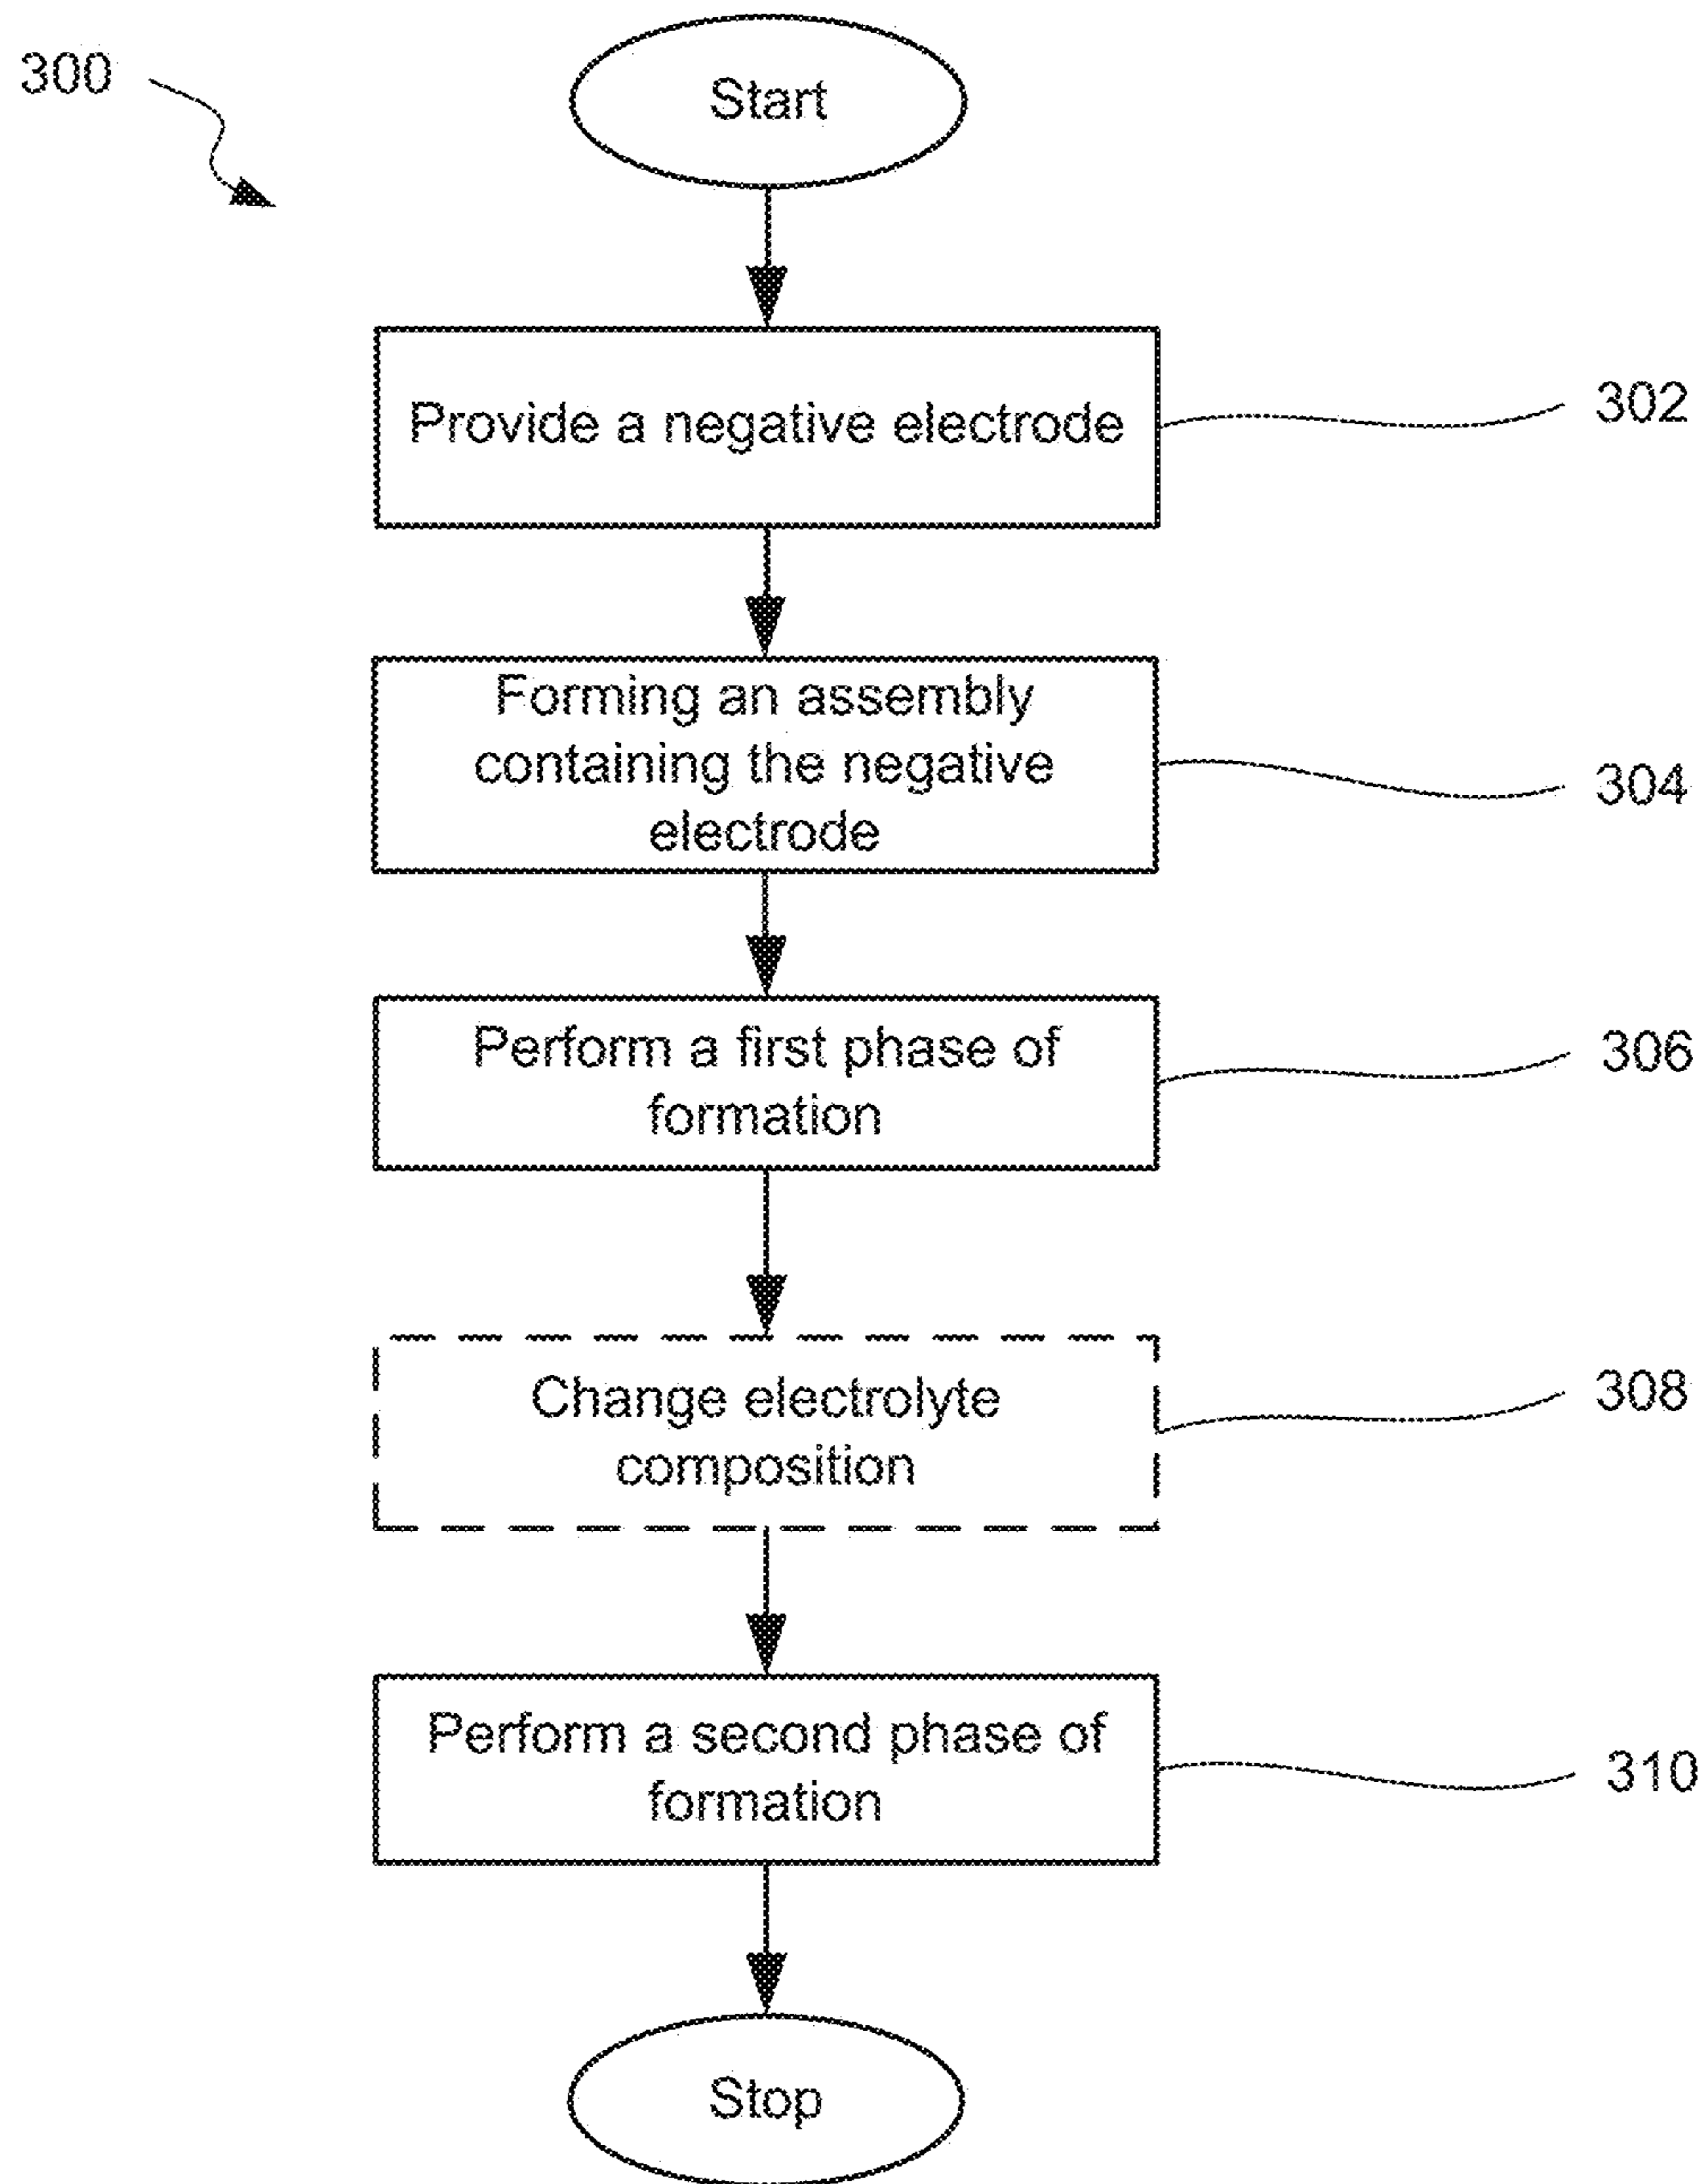 300
Start
Provide a negative electrode
302
Forming an assembly
containing the negative
electrode
304
Perform a first phase of
formation
306
Change electrolyte
composition
308
Perform a second phase of
formation
310
Stop